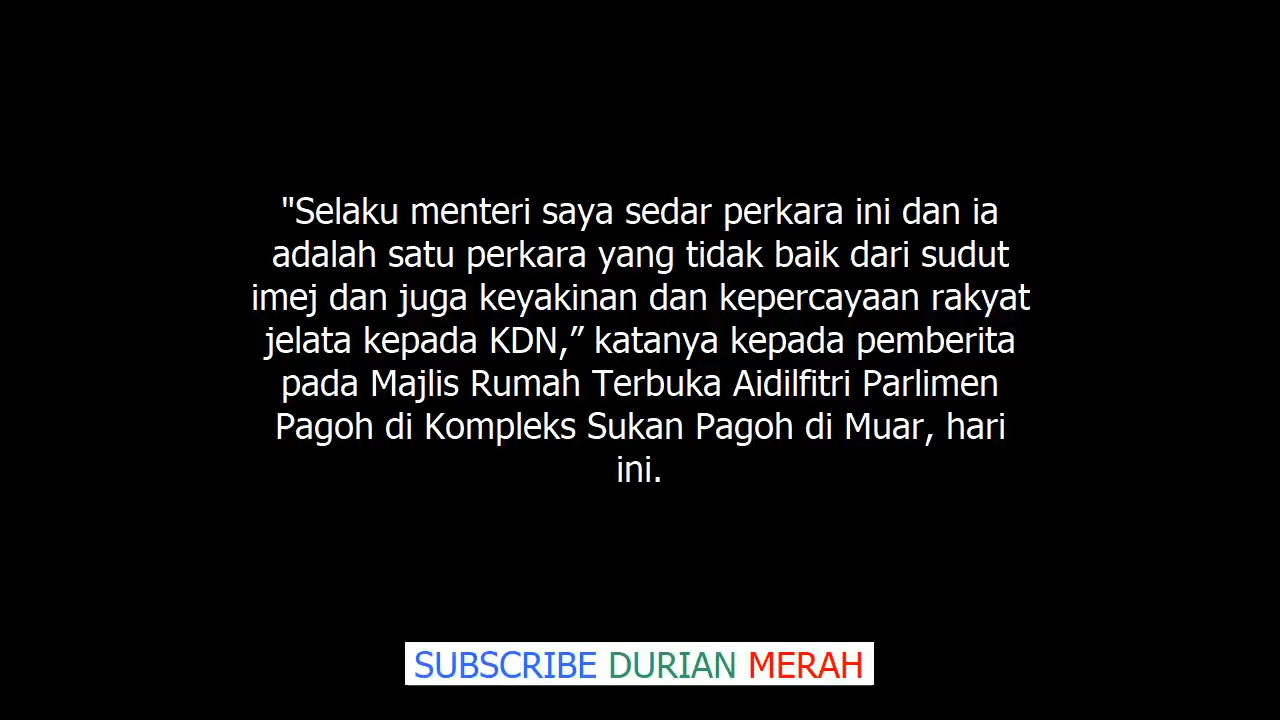 "Selaku menteri saya sedar perkara ini dan ia
adalah satu perkara yang tidak baik dari sudut
imej dan juga keyakinan dan kepercayaan rakyat
jelata kepada KDN,” katanya kepada pemberita
pada Majlis Rumah Terbuka Aidilfitri Parlimen
Pagoh di Kompleks Sukan Pagoh di Muar, hari
ini.
SUBSCRIBE DURIAN MERAH